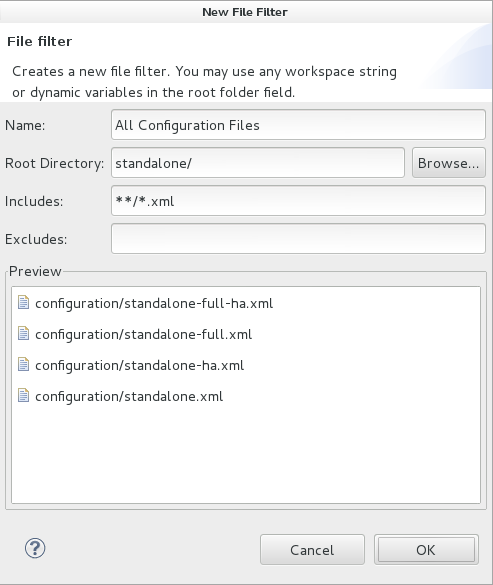 New File Filter
File filter
Creates a new file filter. You may use any workspace string
or dynamic variables in the root folder field.
Name: All Configuration Files
Root Directory: standalone/ Browse...
Includes: **/*.xml
Excludes:
Preview
configuration/standalone-full-ha.xml
configuration/standalone-full.xml
configuration/standalone-ha.xml
configuration/standalone.xml
? Cancel OK